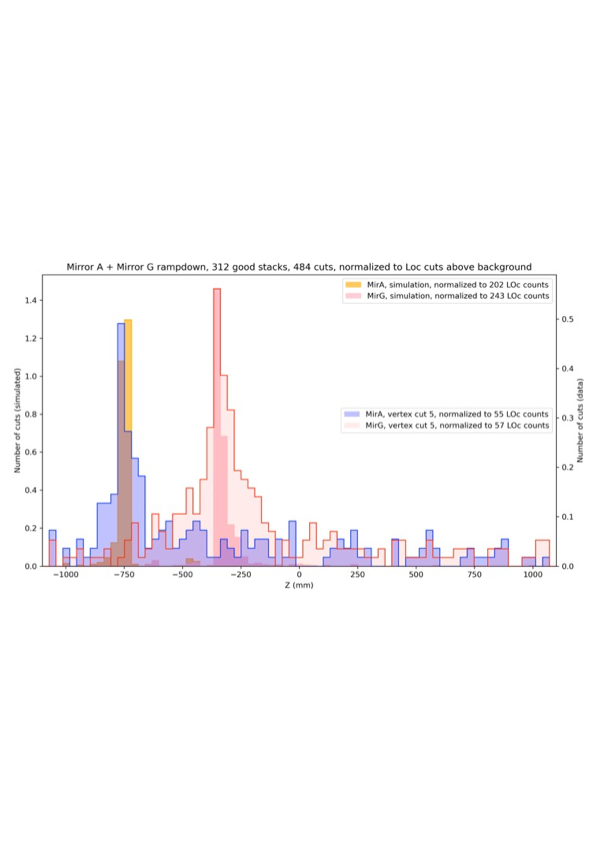 Mirror A + Mirror G rampdown, 312 good stacks, 484 cuts, normalized to Loc cuts above background
MirA, simulation, normalized to 202 LOc counts
MirG, simulation, normalized to 243 LOc counts
MirA, vertex cut 5, normalized to 55 LOc counts
MirG, vertex cut 5, normalized to 57 LOc counts
Number of cuts (simulated)
1.4
1.2
1.0
0.8
0.6
0.4
0.2
0.0
Number of cuts (data)
0.5
0.4
0.3
0.2
0.1
0.0
−1000 −750 −500 −250 0 250 500 750 1000
Z (mm)